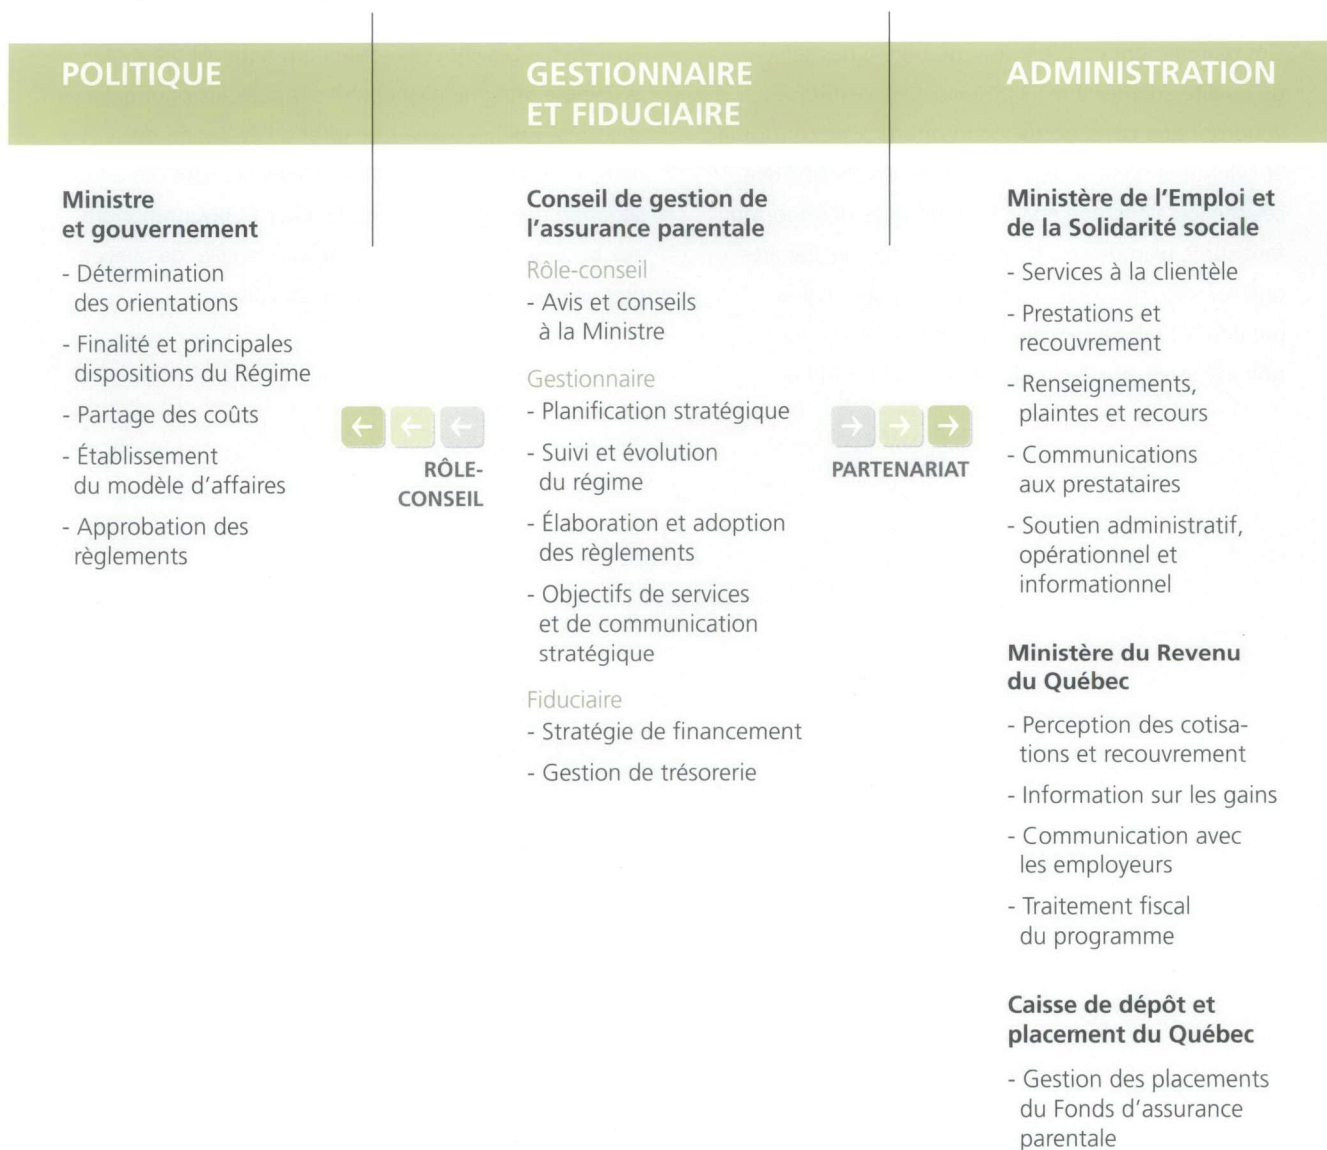 POLITIQUE
Ministre
et gouvernement
- Détermination
des orientations
- Finalité et principales
dispositions du Régime
- Partage des coûts
- Établissement
du modèle d'affaires
- Approbation des
règlements
RÔLE-
CONSEIL
GESTIONNAIRE
ET FIDUCIAIRE
Conseil de gestion de
l'assurance parentale
Rôle-conseil
- Avis et conseils
à la Ministre
Gestionnaire
- Planification stratégique
- Suivi et évolution
du régime
- Élaboration et adoption
des règlements
- Objectifs de services
et de communication
stratégique
Fiduciaire
- Stratégie de financement
- Gestion de trésorerie
PARTENARIAT
ADMINISTRATION
Ministère de l'Emploi et
de la Solidarité sociale
- Services à la clientèle
- Prestations et
recouvrement
- Renseignements,
plaintes et recours
- Communications
aux prestataires
- Soutien administratif,
opérationnel et
informationnel
Ministère du Revenu
du Québec
- Perception des cotisa-
tions et recouvrement
- Information sur les gains
- Communication avec
les employeurs
- Traitement fiscal
du programme
Caisse de dépôt et
placement du Québec
- Gestion des placements
du Fonds d'assurance
parentale